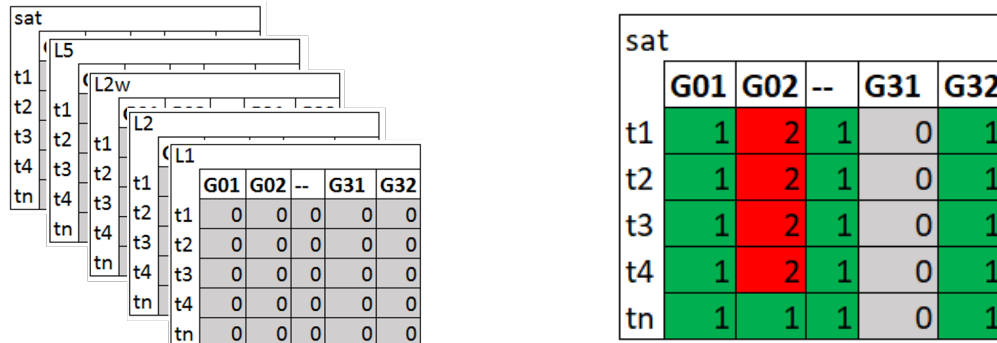 sat
L5
t1
L2w
t2
t1
L2
t3
t2
t1
L1
t4
t3
t2
t1
G01 G02 -- G31 G32
tn
t4
t3
t2
t1 0 0 0 0 0
tn
t4
t3
t2 0 0 0 0 0
tn
t4
t3 0 0 0 0 0
tn
t4 0 0 0 0 0
tn 0 0 0 0 0
sat
G01 G02 -- G31 G32
t1 1 2 1 0 1
t2 1 2 1 0 1
t3 1 2 1 0 1
t4 1 2 1 0 1
tn 1 1 1 0 1